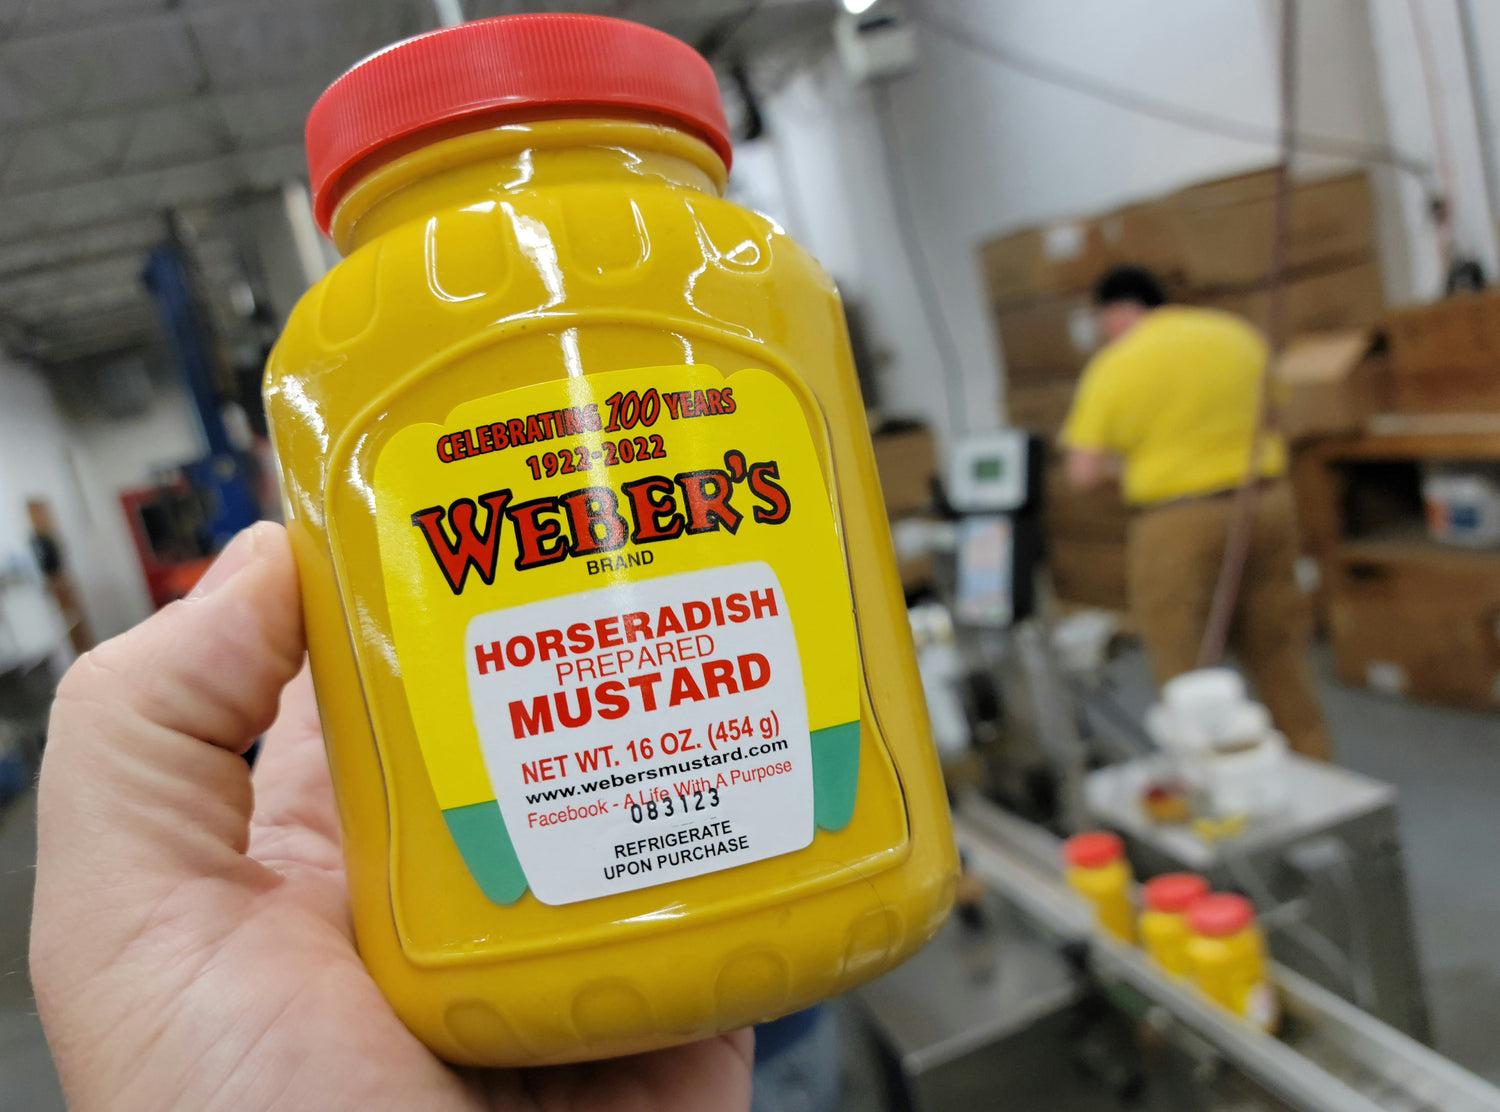 CELEBRATING 100 YEARS
1922-2022
WEBER'S
BRAND
HORSERADISH
PREPARED
MUSTARD
NET WT. 16 OZ. (454 g)
www.webersmustard.com
Facebook - A Life With A Purpose
083123
REFRIGERATE
UPON PURCHASE